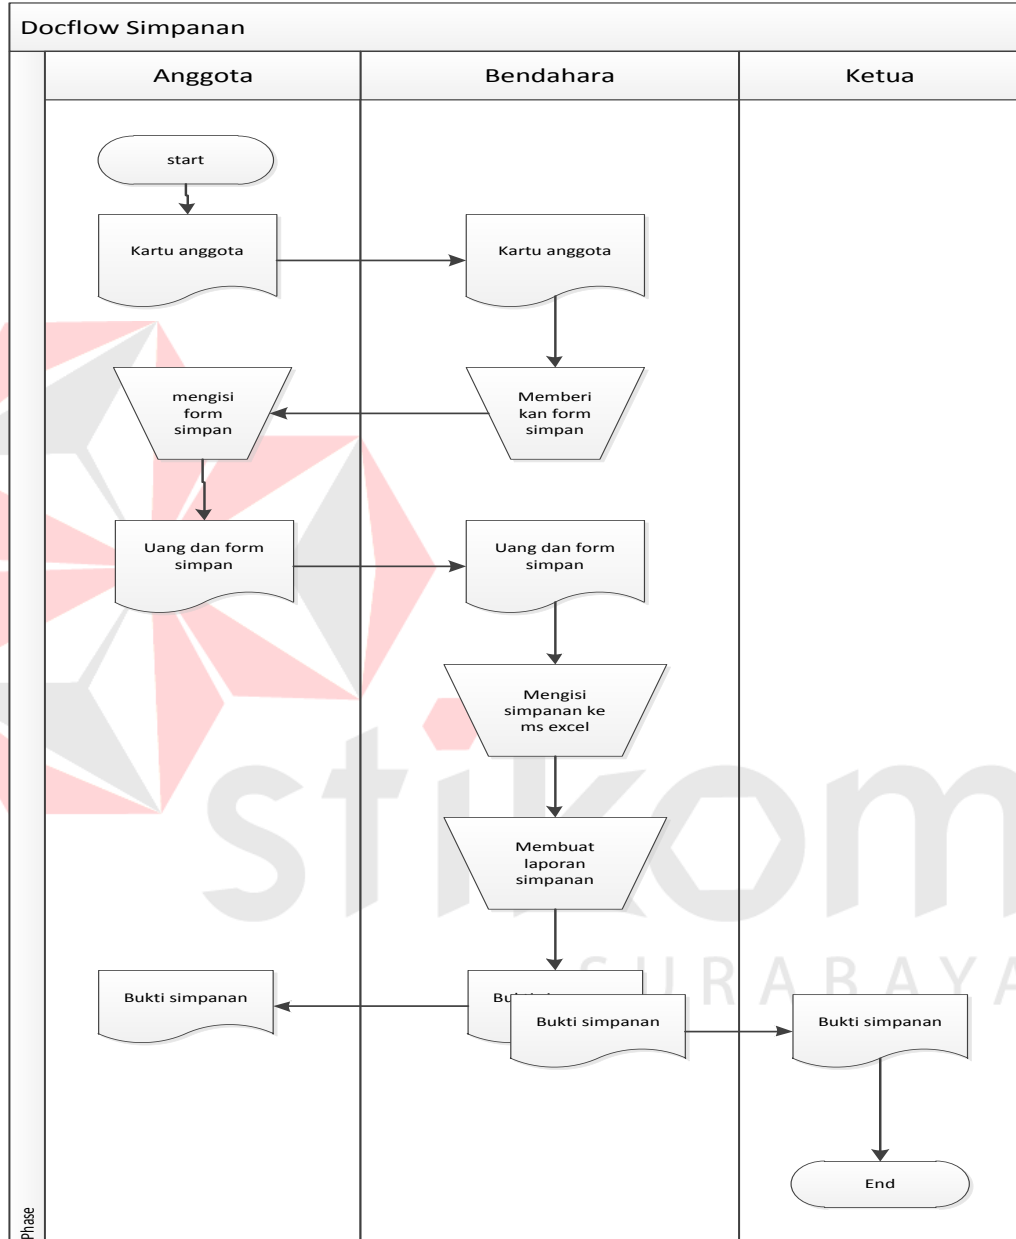 Docflow Simpanan
Anggota
Bendahara
Ketua
start
Kartu anggota
Kartu anggota
mengisi
form
simpan
Memberi
kan form
simpan
Uang dan form
simpan
Uang dan form
simpan
Mengisi
simpanan ke
ms excel
Membuat
laporan
simpanan
Bukti simpanan
Bukti simpanan
Bukti simpanan
End
Phase
stikom
SURABAYA